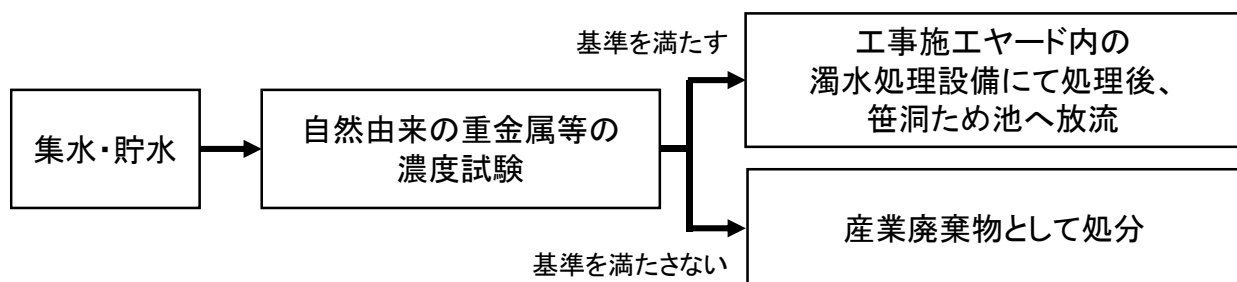 集水・貯水
自然由来の重金属等の
濃度試験
基準を満たす
工事施工ヤード内の
濁水処理設備にて処理後、
笹洞ため池へ放流
基準を満たさない
産業廃棄物として処分